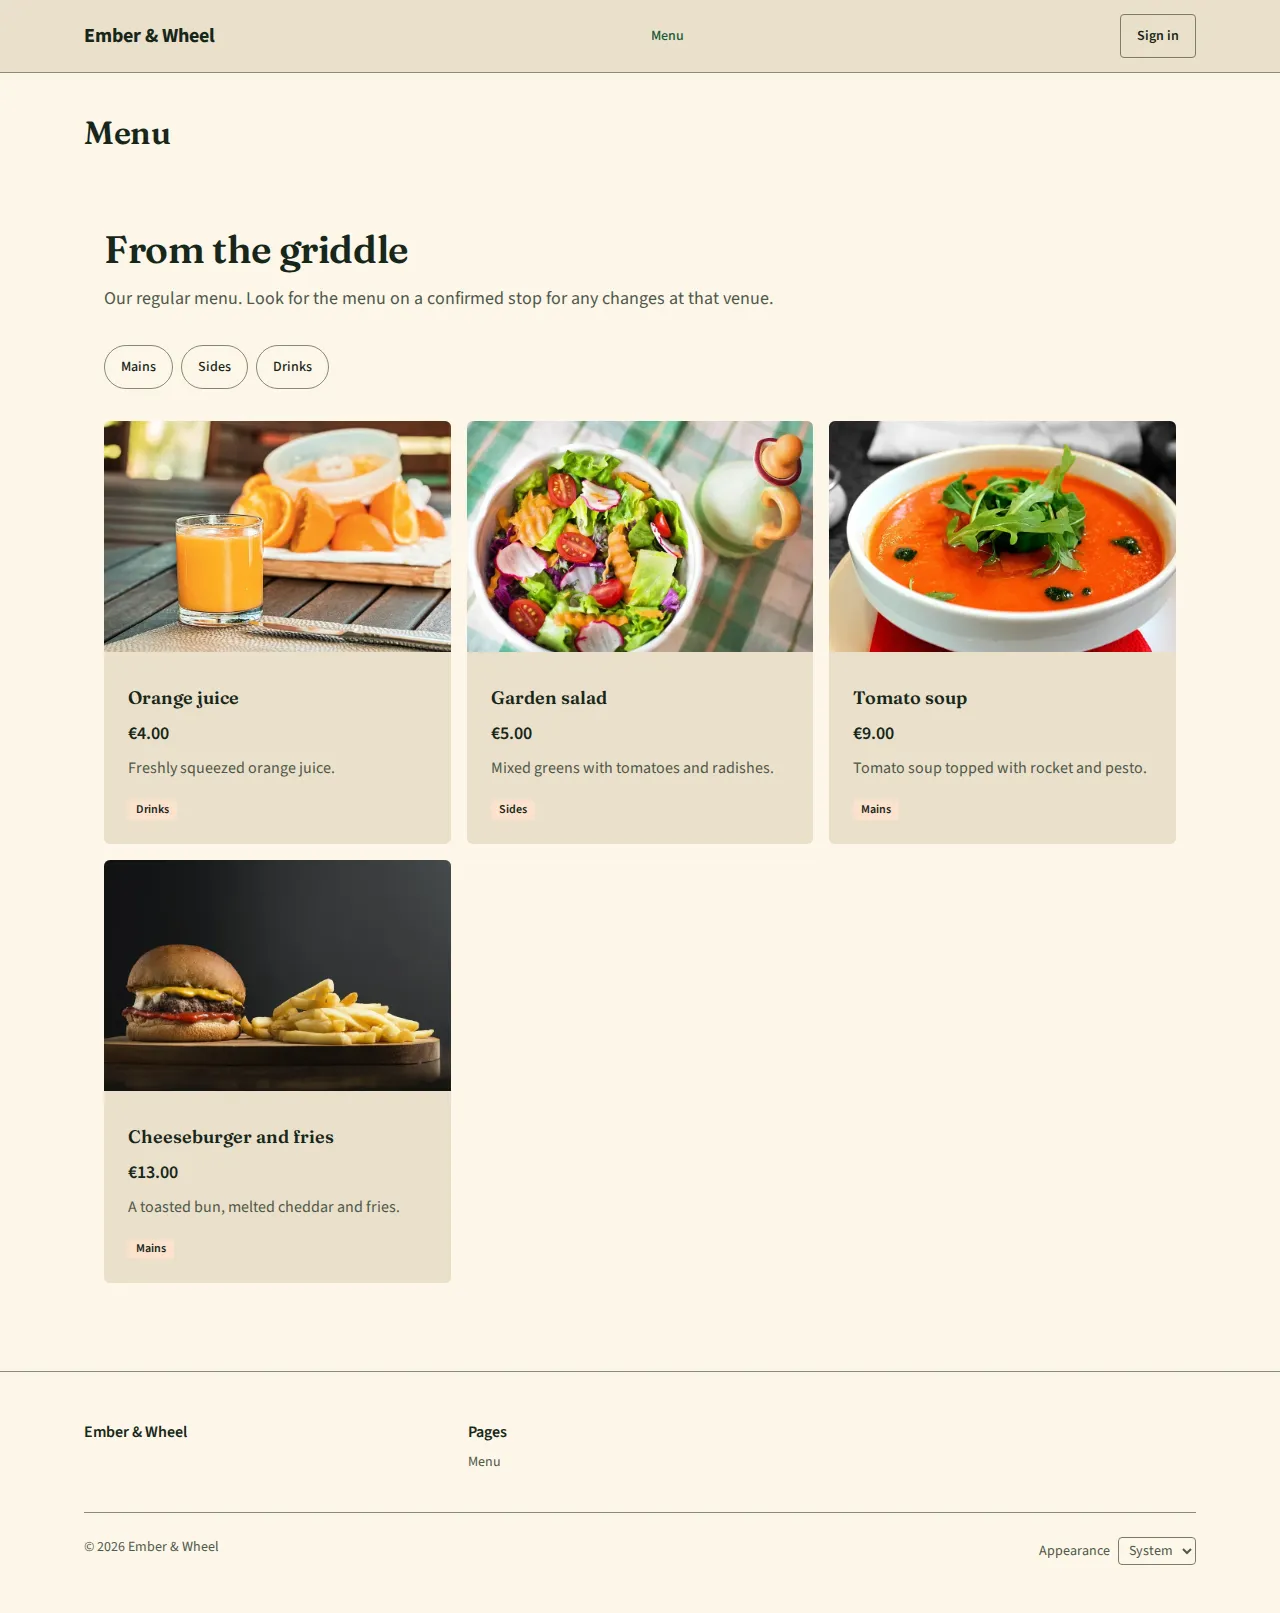 Ember & Wheel
Menu
Sign in
Menu
From the griddle
Our regular menu. Look for the menu on a confirmed stop for any changes at that venue.
Mains
Sides
Drinks
Orange juice
€4.00
Freshly squeezed orange juice.
Drinks
Garden salad
€5.00
Mixed greens with tomatoes and radishes.
Sides
Tomato soup
€9.00
Tomato soup topped with rocket and pesto.
Mains
Cheeseburger and fries
€13.00
A toasted bun, melted cheddar and fries.
Mains
Ember & Wheel
Pages
Menu
© 2026 Ember & Wheel
Appearance
System